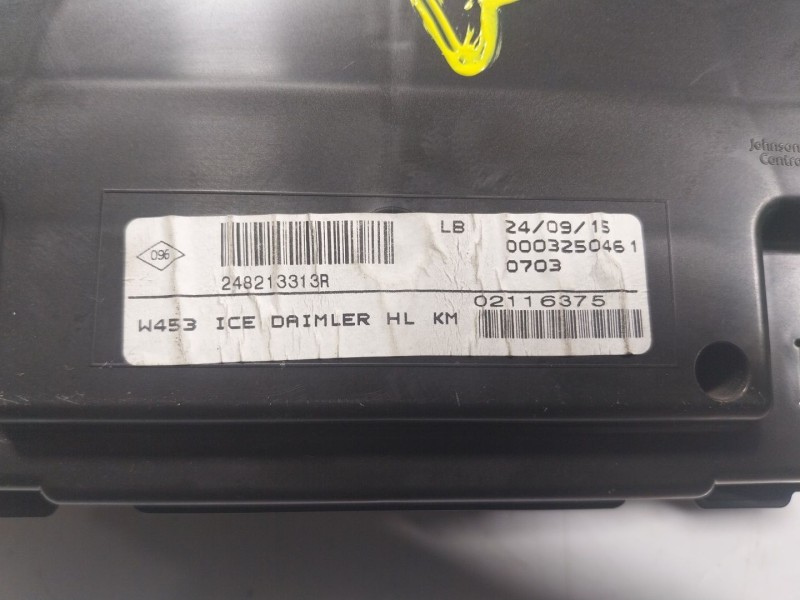 Johnson
Contro
LB 24/09/15
0003250461
096
248213313R
0703
02116375
W453 ICE DAIMLER HL KM